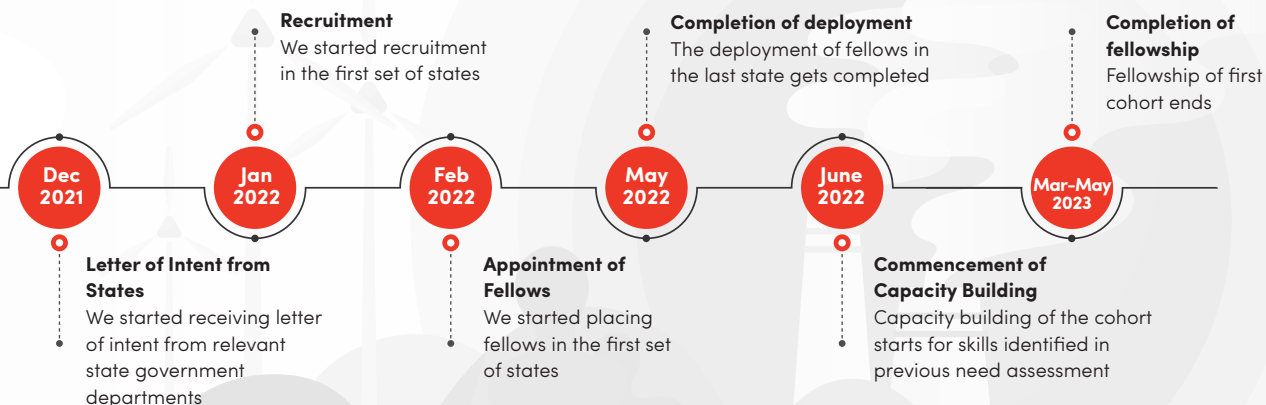 Recruitment
We started recruitment
in the first set of states
Completion of deployment
The deployment of fellows in
the last state gets completed
Completion of
fellowship
Fellowship of first
cohort ends
Dec
2021
Jan
2022
Feb
2022
May
2022
June
2022
Mar-May
2023
Letter of Intent from
States
We started receiving letter
of intent from relevant
state government
departments
Appointment of
Fellows
We started placing
fellows in the first set
of states
Commencement of
Capacity Building
Capacity building of the cohort
starts for skills identified in
previous need assessment